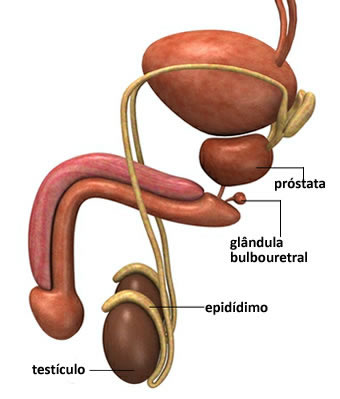 próstata
glândula
bulbouretral
epidídimo
testículo